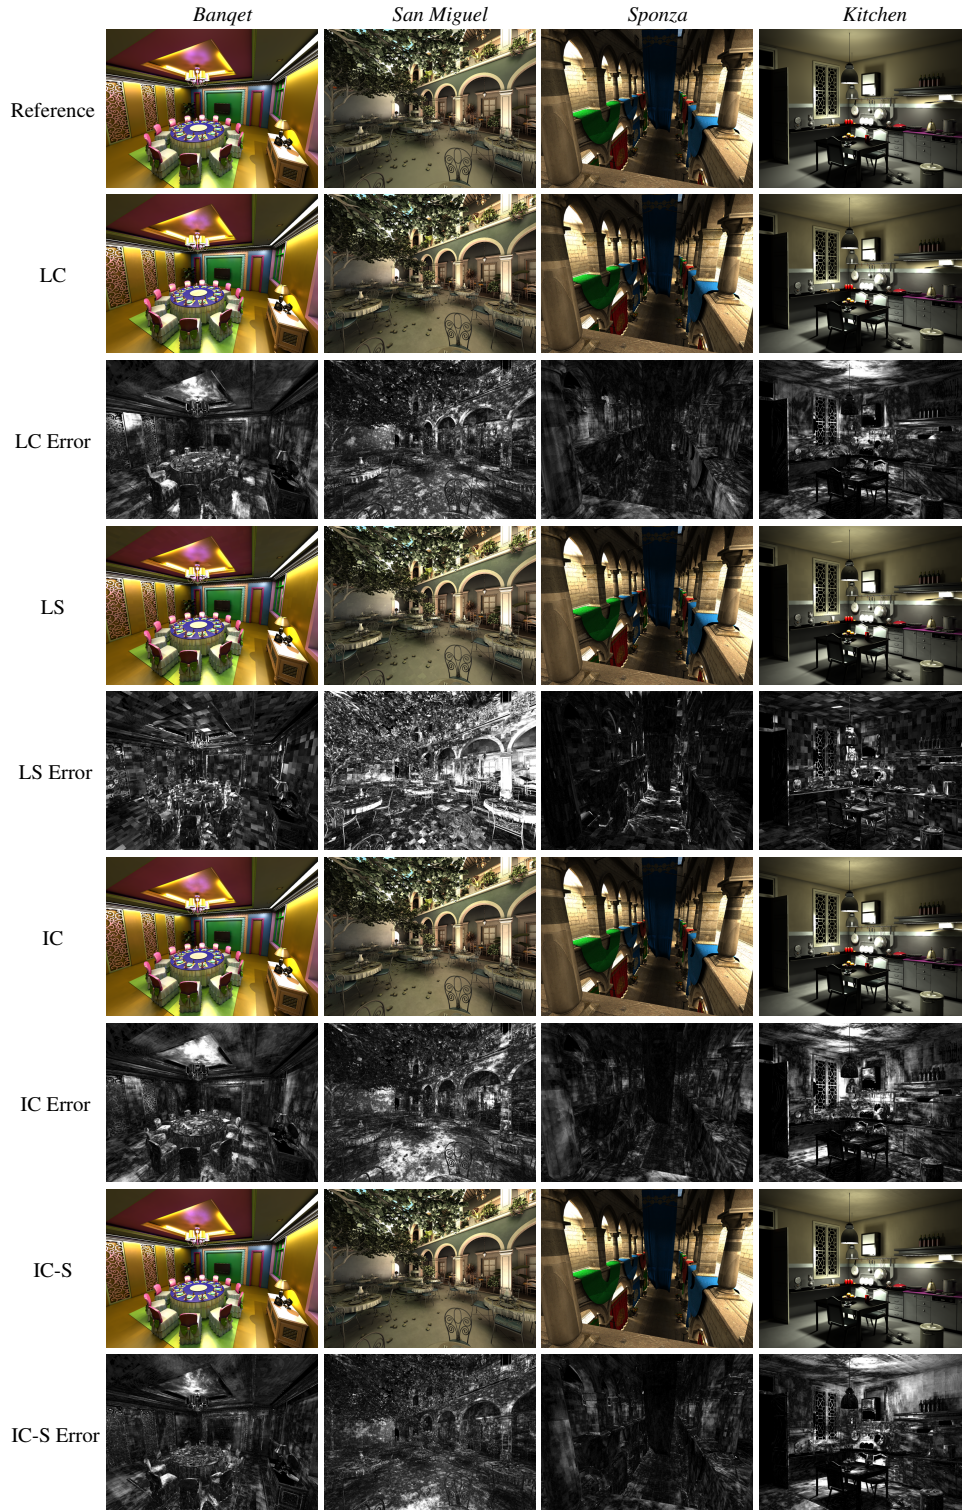 Banqet San Miguel Sponza Kitchen
Reference
LC
LC Error
LS
LS Error
IC
IC Error
IC-S
IC-S Error